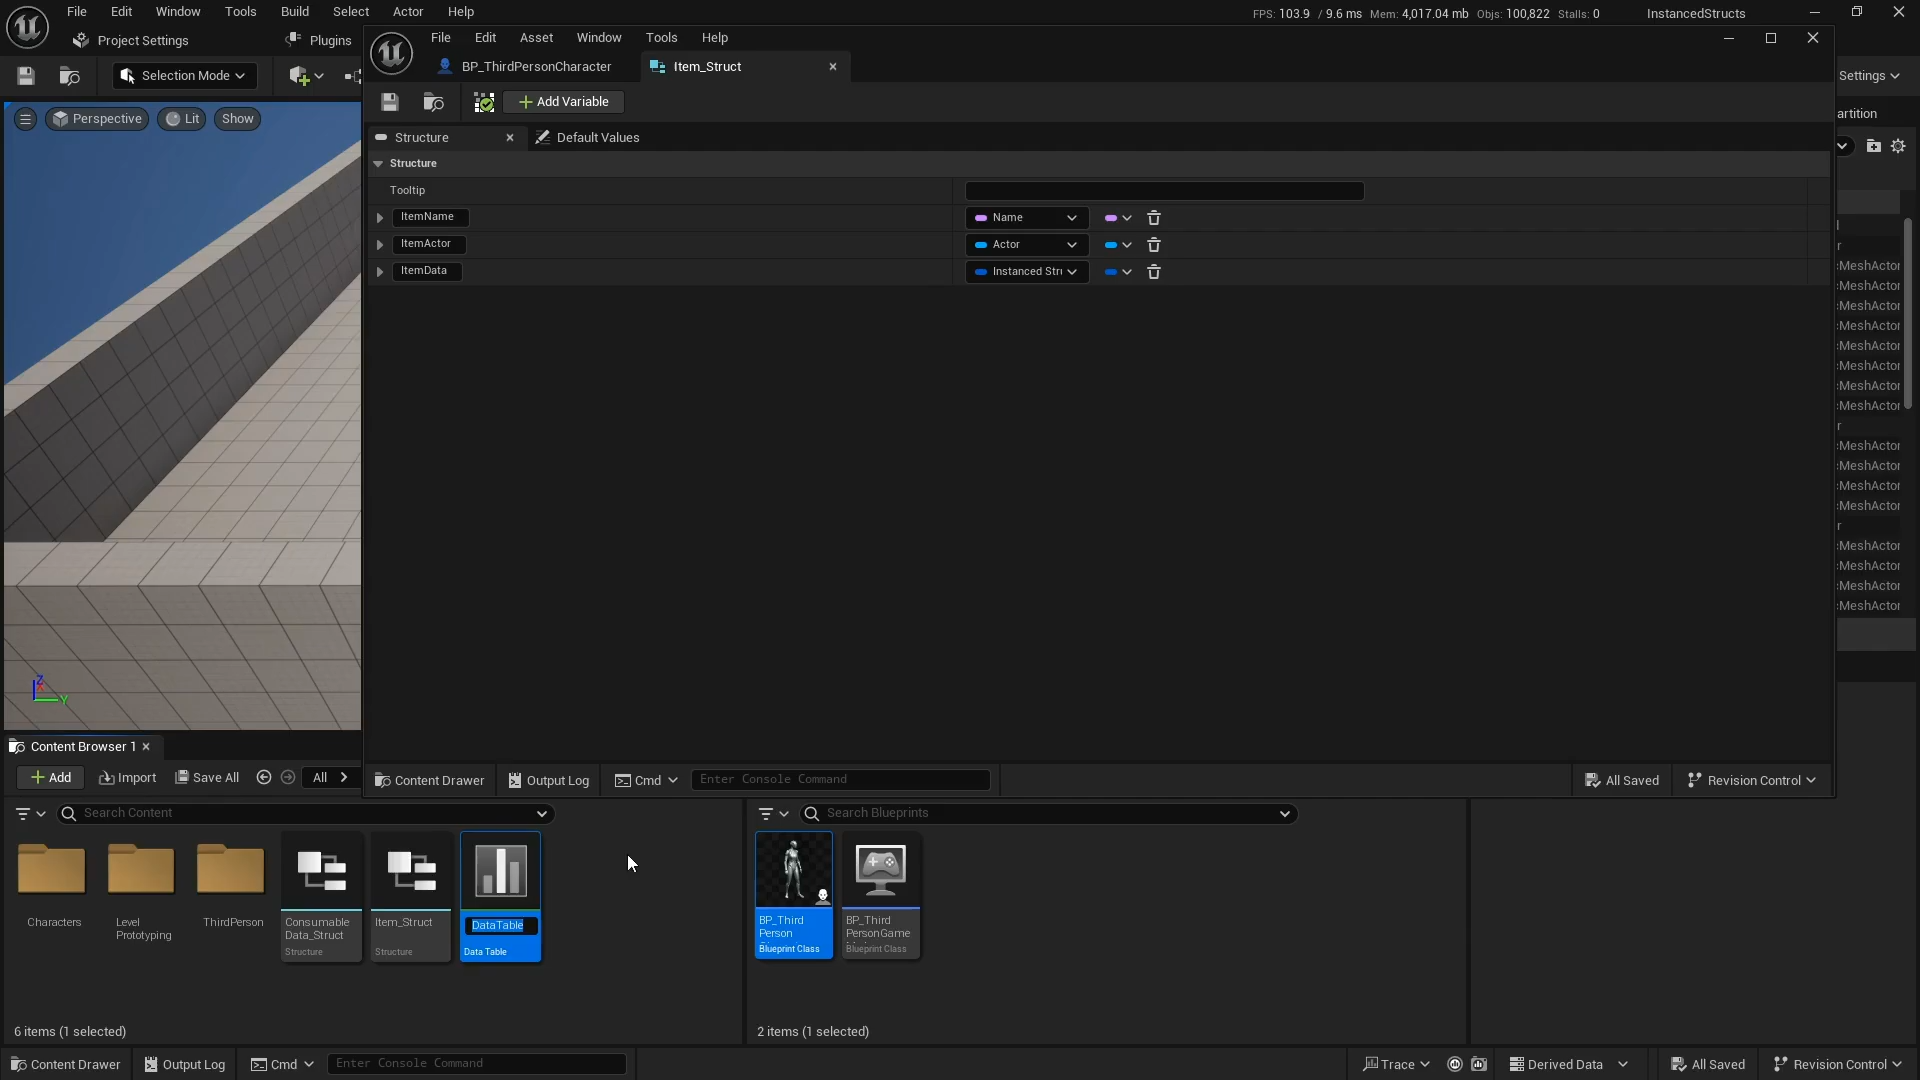 File Edit Window Tools Build Select Actor Help
FPS: 103.9 / 9.6 ms Mem: 4,017.04 mb Objs: 100,822 Stalls: 0
InstancedStructs
Project Settings
Plugins
File Edit Asset Window Tools Help
BP_ThirdPersonCharacter
Item_Struct
Selection Mode
Settings
Add Variable
Perspective
Lit
Show
artition
Structure
Default Values
Structure
Tooltip
ItemName
Name
ItemActor
Actor
ItemData
Instanced Stru
MeshActor
MeshActor
MeshActor
MeshActor
MeshActor
MeshActor
MeshActor
MeshActor
r
MeshActor
MeshActor
MeshActor
MeshActor
r
MeshActor
MeshActor
MeshActor
MeshActor
Z
Y
Content Browser 1
Add
Import
Save All
All
Content Drawer
Output Log
Cmd
Enter Console Command
All Saved
Revision Control
Search Content
Search Blueprints
Characters
Level
Prototyping
ThirdPerson
Consumable
Data_Struct
Structure
Item_Struct
Structure
DataTable
Data Table
BP_Third
Person
Blueprint Class
BP_Third
PersonGame
Blueprint Class
6 items (1 selected)
2 items (1 selected)
Content Drawer
Output Log
Cmd
Enter Console Command
Trace
Derived Data
All Saved
Revision Control